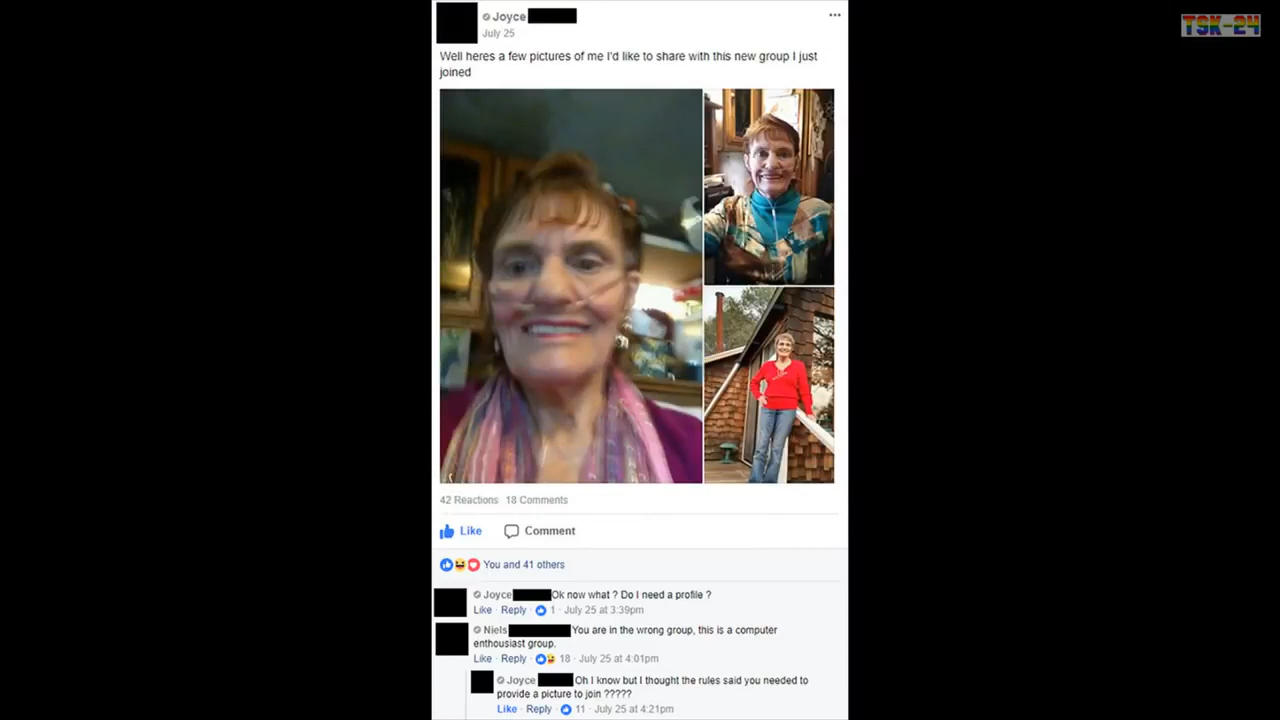 TSK-24
Joyce
July 25
Well heres a few pictures of me I'd like to share with this new group I just
joined
42 Reactions 18 Comments
Like Comment
You and 41 others
Joyce Ok now what ? Do I need a profile ?
Like · Reply · 1 · July 25 at 3:39pm
Niels You are in the wrong group, this is a computer
enthousiast group.
Like · Reply · 18 · July 25 at 4:01pm
Joyce Oh I know but I thought the rules said you needed to
provide a picture to join ?????
Like · Reply · 11 · July 25 at 4:21pm